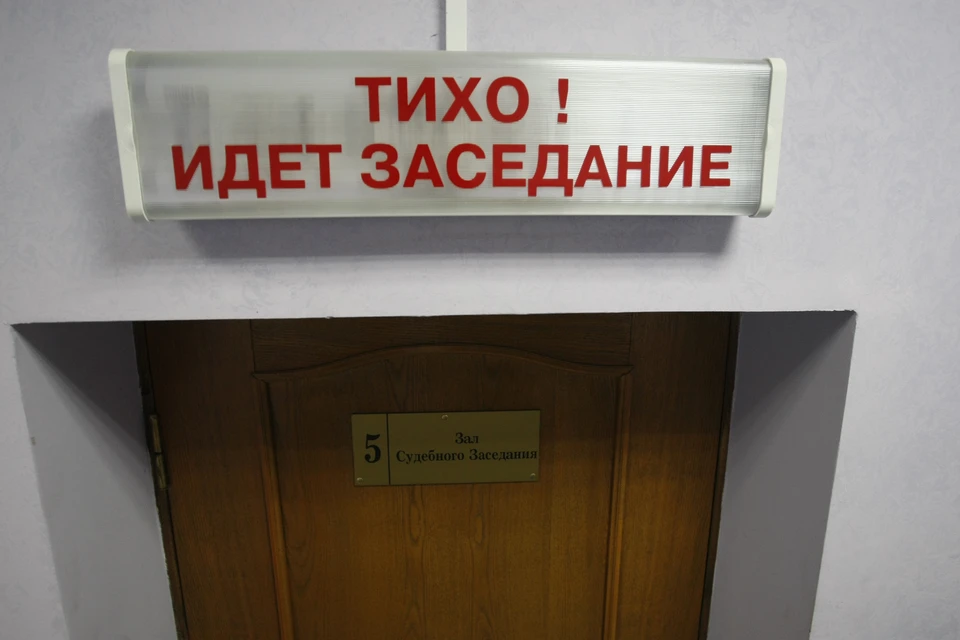 ТИХО !
ИДЕТ ЗАСЕДАНИЕ
5
Зал
Судебного Заседания